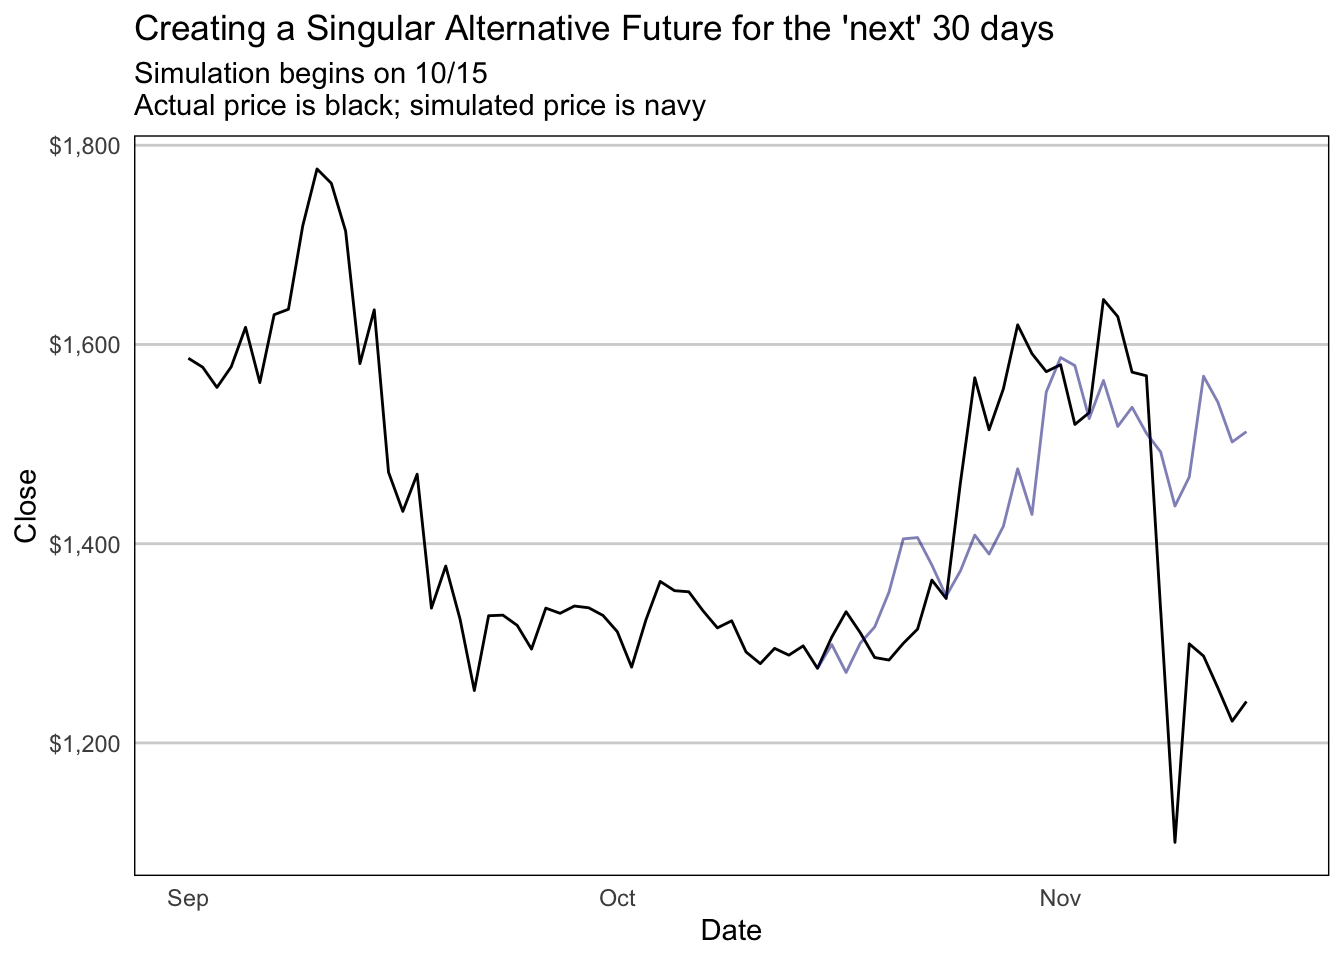 Creating a Singular Alternative Future for the 'next' 30 days
Simulation begins on 10/15
Actual price is black; simulated price is navy
$1,800
$1,600
$1,400
$1,200
Close
Sep
Oct
Nov
Date